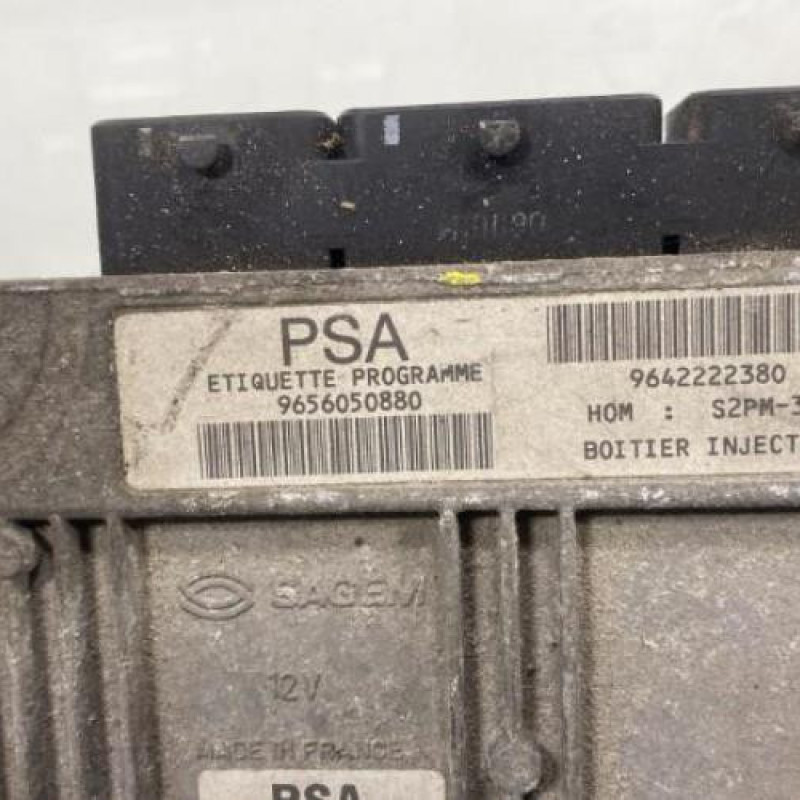 PSA
ETIQUETTE PROGRAMME
9656050880
9642222380
HOM : S2PM-3
BOITIER INJECT
SAGEM
12V
MADE IN FRANCE
PSA